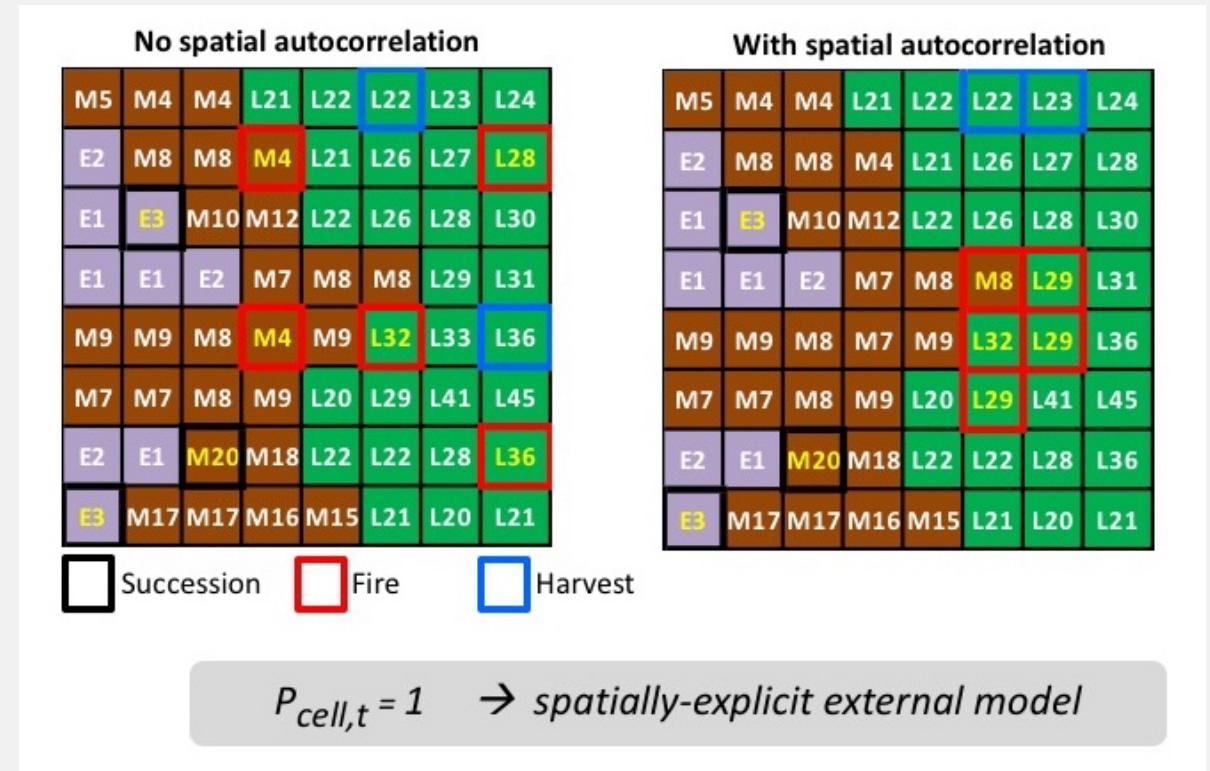 No spatial autocorrelation
M5 M4 M4 L21 L22 L22 L23 L24
E2 M8 M8 M4 L21 L26 L27 L28
E1 E3 M10 M12 L22 L26 L28 L30
E1 E1 E2 M7 M8 M8 L29 L31
M9 M9 M8 M4 M9 L32 L33 L36
M7 M7 M8 M9 L20 L29 L41 L45
E2 E1 M20 M18 L22 L22 L28 L36
E3 M17 M17 M16 M15 L21 L20 L21
With spatial autocorrelation
M5 M4 M4 L21 L22 L22 L23 L24
E2 M8 M8 M4 L21 L26 L27 L28
E1 E3 M10 M12 L22 L26 L28 L30
E1 E1 E2 M7 M8 M8 L29 L31
M9 M9 M8 M7 M9 L32 L29 L36
M7 M7 M8 M9 L20 L29 L41 L45
E2 E1 M20 M18 L22 L22 L28 L36
E3 M17 M17 M16 M15 L21 L20 L21
Succession Fire Harvest
Pcell,t = 1 → spatially-explicit external model